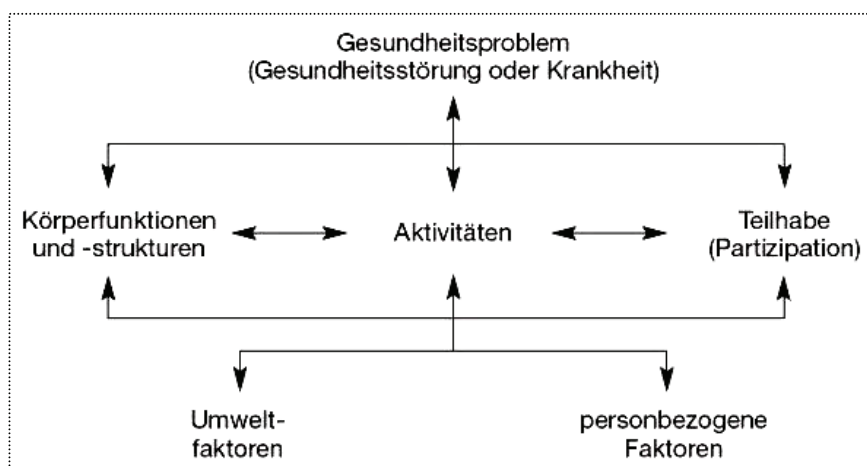 Gesundheitsproblem
(Gesundheitsstörung oder Krankheit)
Körperfunktionen
und -strukturen
Aktivitäten
Teilhabe
(Partizipation)
Umwelt-
faktoren
personbezogene
Faktoren